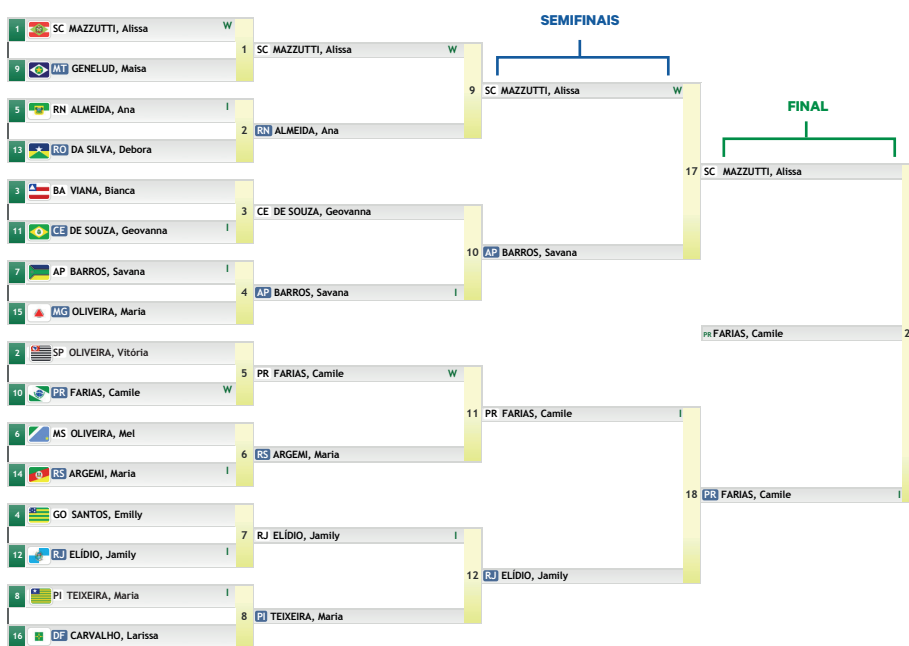 SEMIFINAIS
FINAL
1 SC MAZZUTTI, Alissa W
9 MT GENELUD, Maisa
5 RN ALMEIDA, Ana I
13 RO DA SILVA, Debora
3 BA VIANA, Bianca
11 CE DE SOUZA, Geovanna I
7 AP BARROS, Savana I
15 MG OLIVEIRA, Maria
2 SP OLIVEIRA, Vitória
10 PR FARIAS, Camile W
6 MS OLIVEIRA, Mel
14 RS ARGEMI, Maria I
4 GO SANTOS, Emilly
12 RJ ELÍDIO, Jamily I
8 PI TEIXEIRA, Maria I
16 DF CARVALHO, Larissa
1 SC MAZZUTTI, Alissa W
2 RN ALMEIDA, Ana
3 CE DE SOUZA, Geovanna
4 AP BARROS, Savana I
5 PR FARIAS, Camile W
6 RS ARGEMI, Maria
7 RJ ELÍDIO, Jamily I
8 PI TEIXEIRA, Maria
9 SC MAZZUTTI, Alissa W
10 AP BARROS, Savana
11 PR FARIAS, Camile I
12 RJ ELÍDIO, Jamily
17 SC MAZZUTTI, Alissa
PR FARIAS, Camile 2
18 PR FARIAS, Camile I